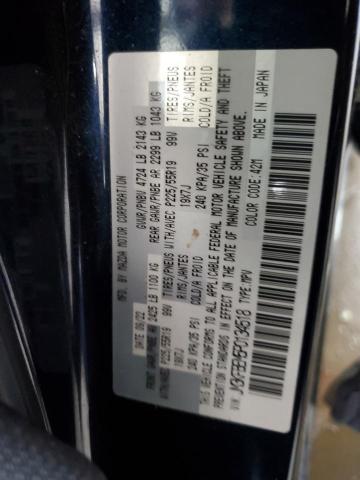 MFD. BY MAZDA MOTOR CORPORATION
DATE 06/22 GVWR/PNBV 4724 LB 2143 KG
FRONT GAWR/PNBE AV 2425 LB 1100 KG REAR GAWR/PNBE AR 2299 LB 1043 KG
WITH/AVEC P225/55R19 99V TIRES/PNEUS WITH/AVEC P225/55R19 99V TIRES/PNEUS
19X7J RIMS/JANTES 19X7J RIMS/JANTES
240 KPA/35 PSI COLD/A FROID 240 KPA/35 PSI COLD/A FROID
THIS VEHICLE CONFORMS TO ALL APPLICABLE FEDERAL MOTOR VEHICLE SAFETY AND THEFT
PREVENTION STANDARDS IN EFFECT ON THE DATE OF MANUFACTURE SHOWN ABOVE.
VIN: TYPE: MPV COLOR CODE: 42M MADE IN JAPAN